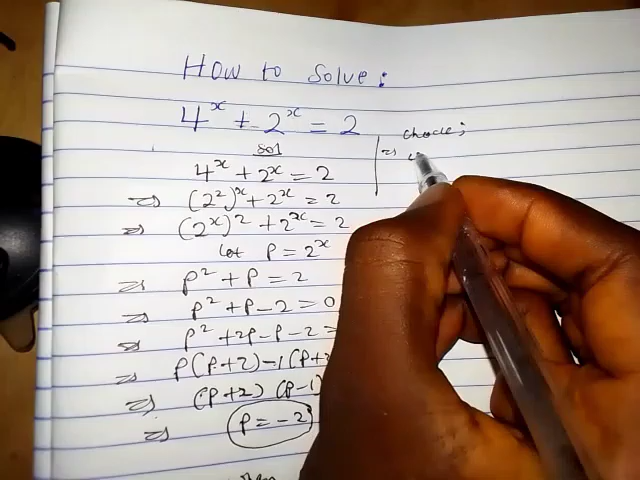 How to Solve:
4^x + 2^x = 2
sol
4^x + 2^x = 2
⇒ (2^2)^x + 2^x = 2
⇒ (2^x)^2 + 2^x = 2
let p = 2^x
⇒ p^2 + p = 2
⇒ p^2 + p - 2 = 0
⇒ p^2 + 2p - p - 2 =
⇒ p(p+2) - 1(p+
⇒ (p+2) (p-1)
⇒ p = -2
⇒